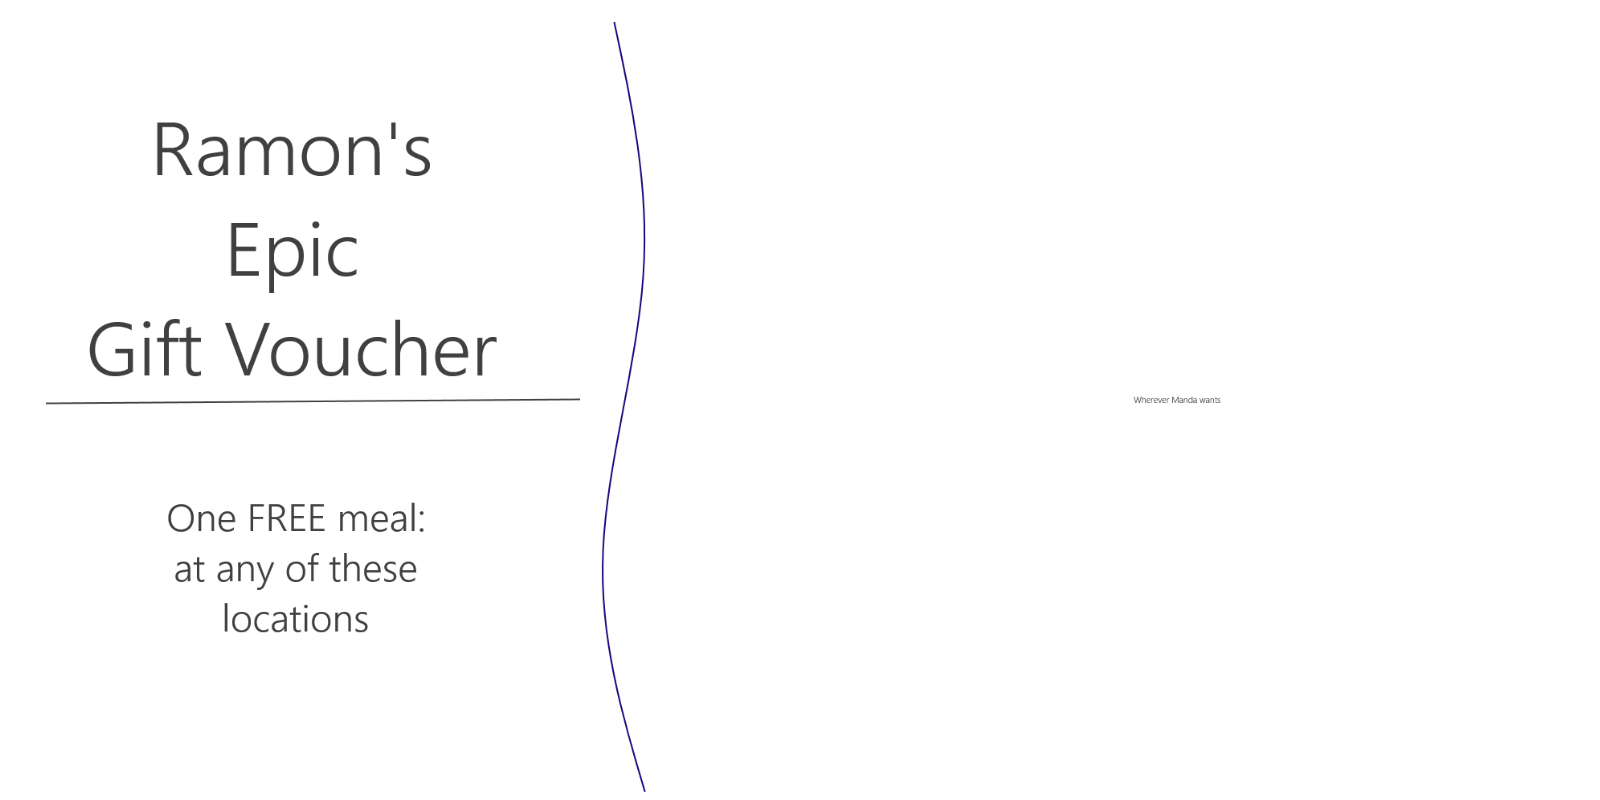 Ramon's
Epic
Gift Voucher
One FREE meal:
at any of these
locations
Wherever Manda wants